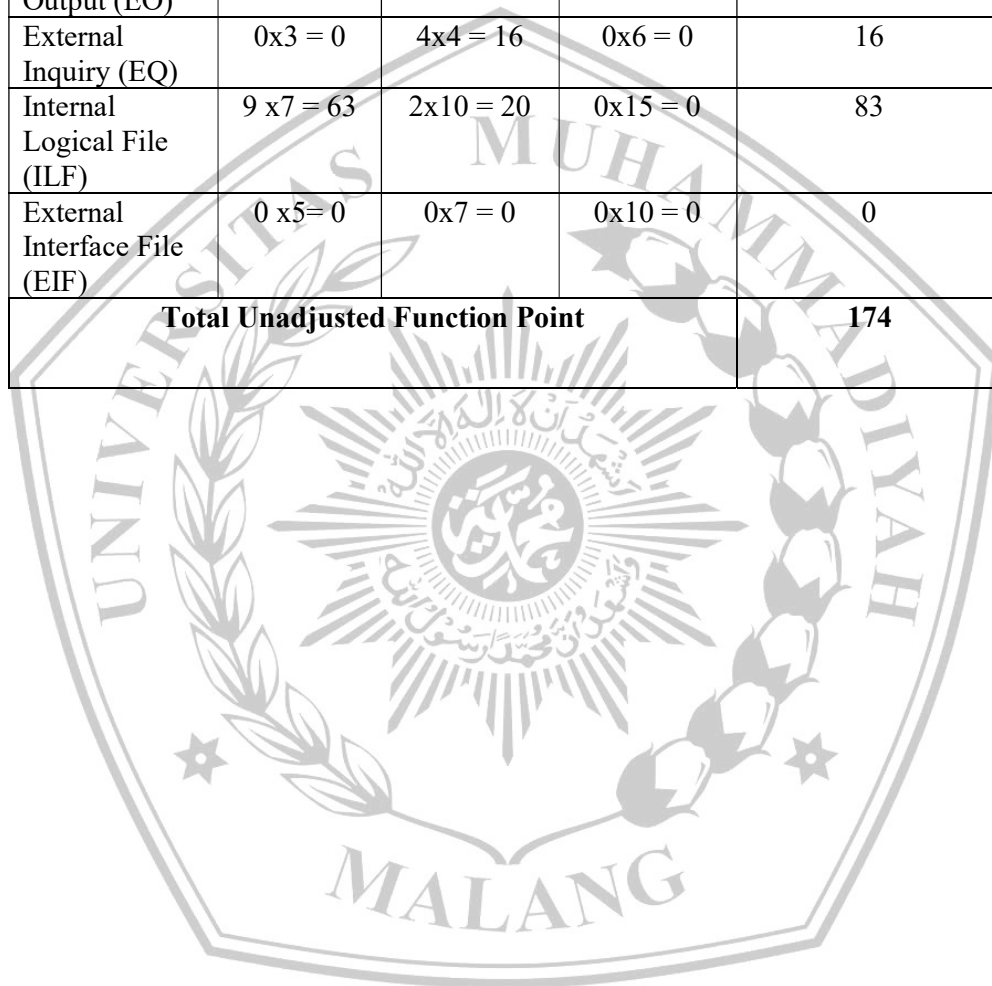 Output (EO)
External Inquiry (EQ) 0x3 = 0 4x4 = 16 0x6 = 0 16
Internal Logical File (ILF) 9 x7 = 63 2x10 = 20 0x15 = 0 83
External Interface File (EIF) 0 x5= 0 0x7 = 0 0x10 = 0 0
Total Unadjusted Function Point 174
UNIVERSITAS MUHAMMADIYAH
MALANG